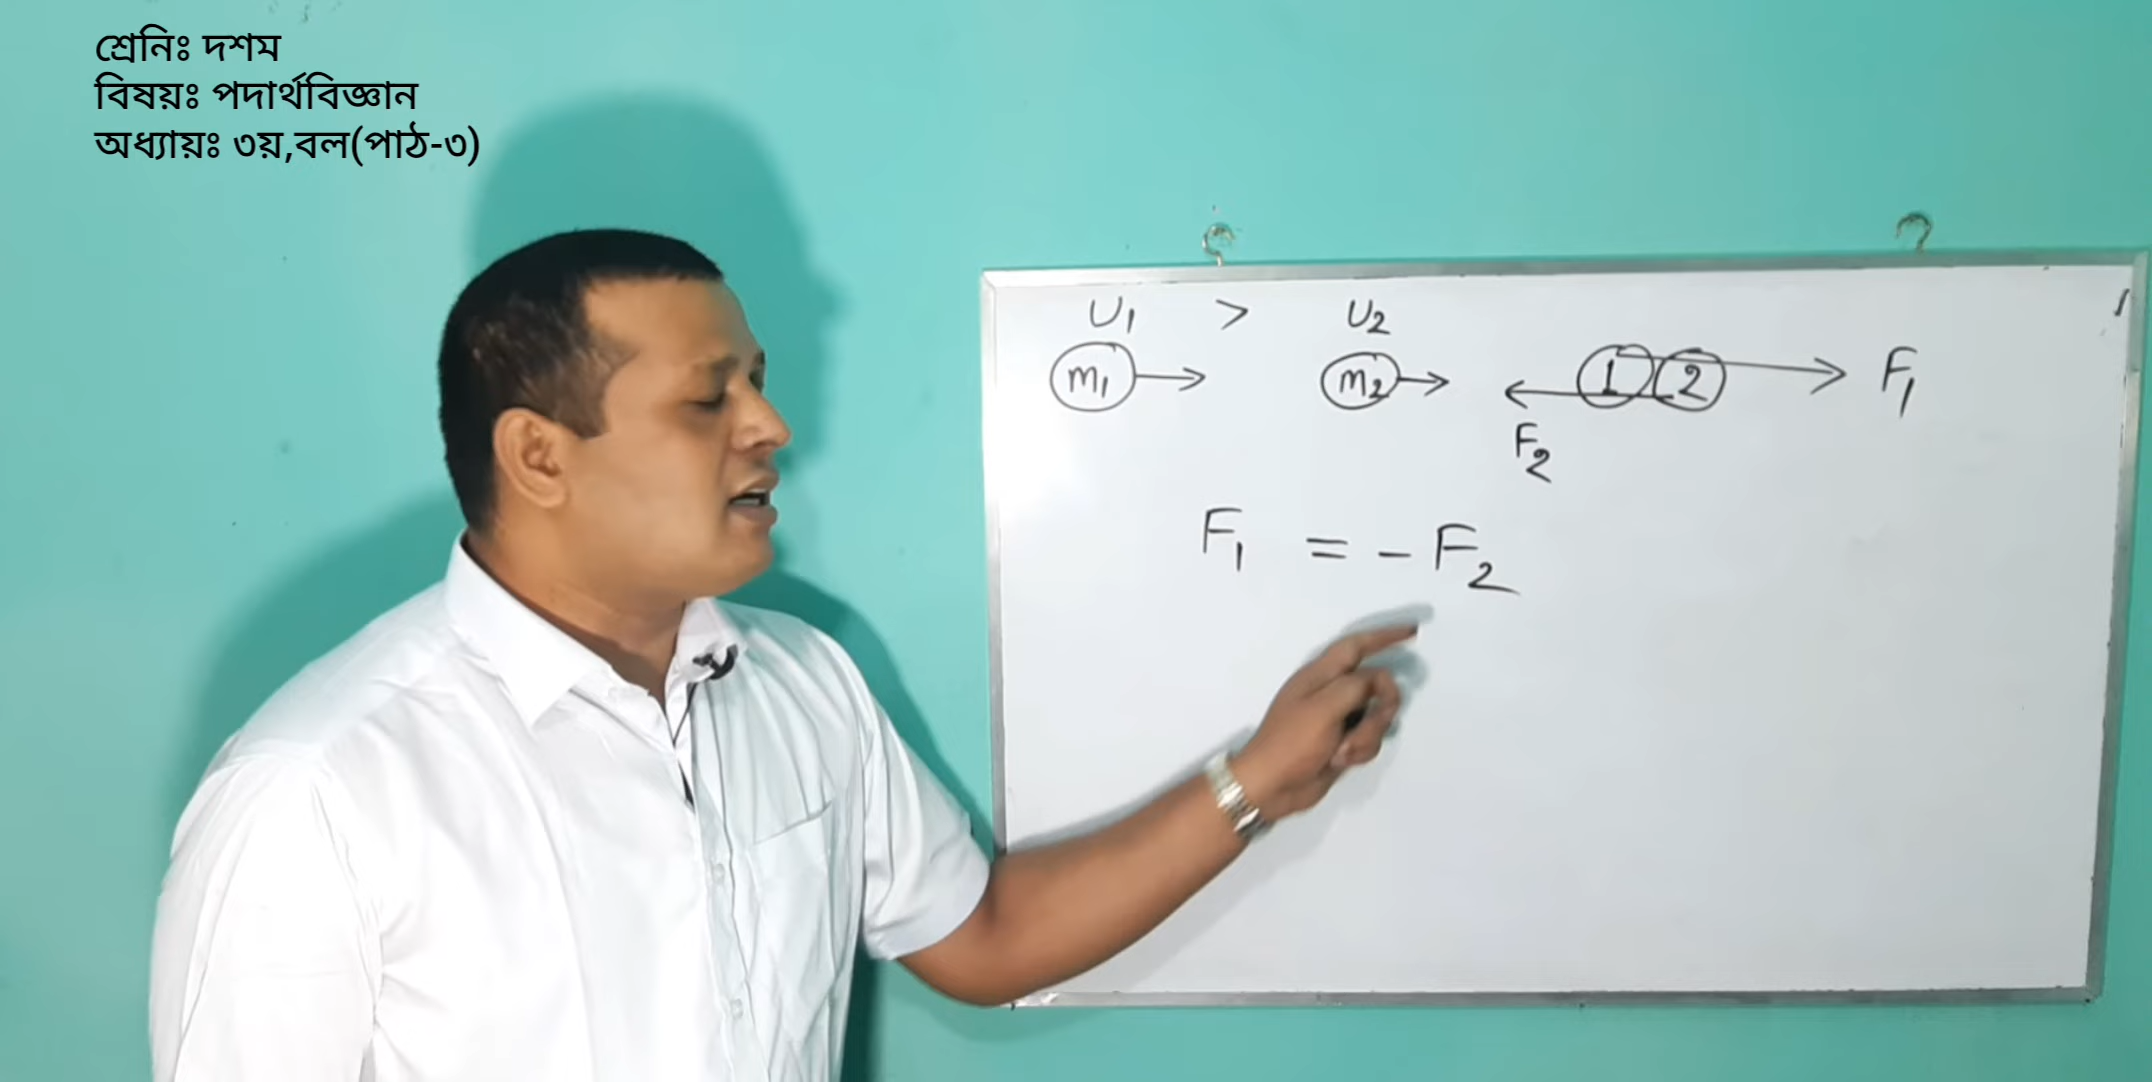 শ্রেনিঃ দশম
বিষয়ঃ পদার্থবিজ্ঞান
অধ্যায়ঃ ৩য়,বল(পাঠ-৩)
U₁ > U₂
m₁ m₂ 1 2 F₁
F₂
F₁ = - F₂